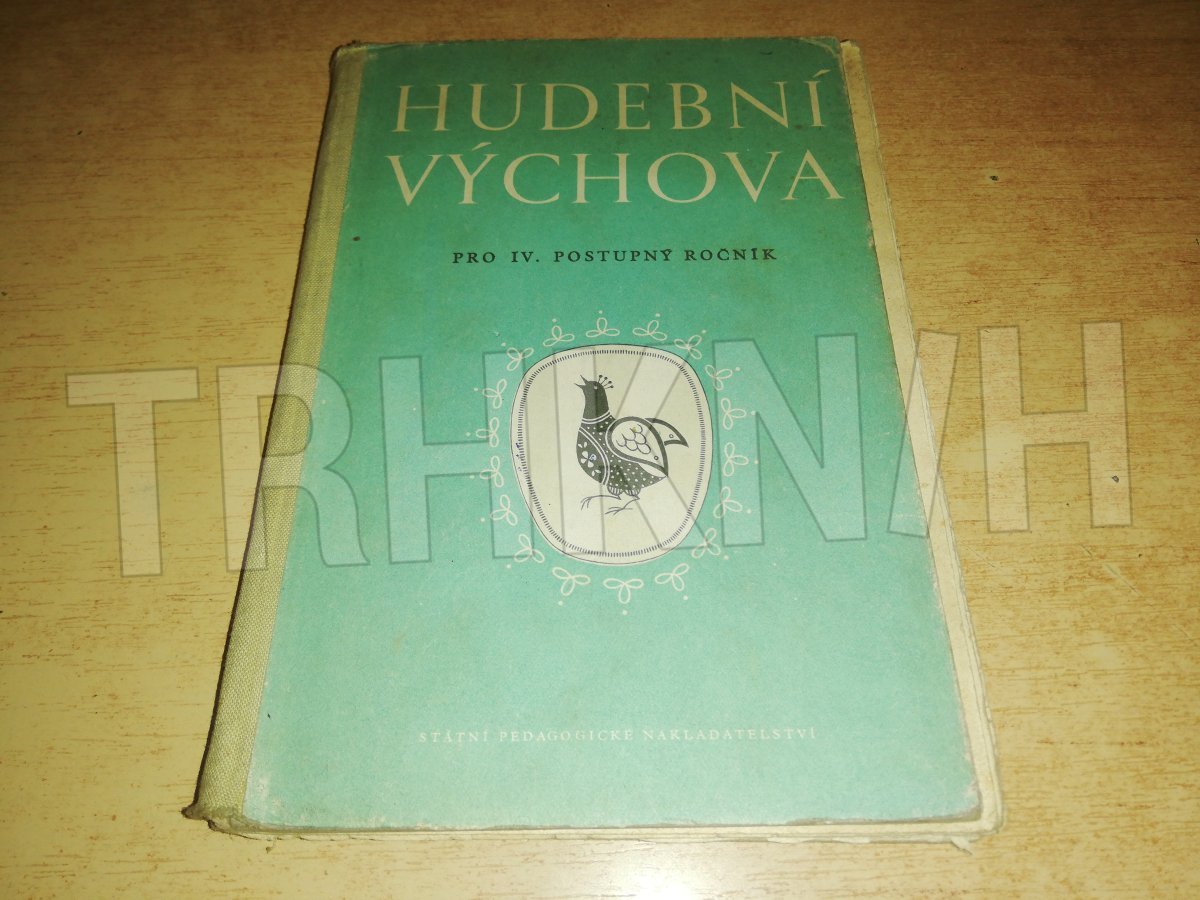 HUDEBNÍ
VÝCHOVA
PRO IV. POSTUPNÝ ROČNÍK
TRHKNIH
STÁTNÍ PEDAGOGICKÉ NAKLADATELSTVÍ